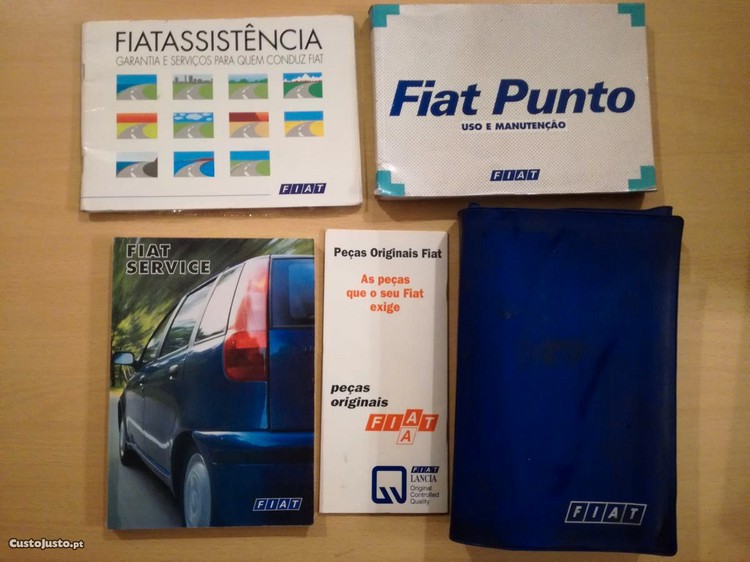 FIATASSISTÊNCIA
GARANTIA E SERVIÇOS PARA QUEM CONDUZ FIAT
FIAT
Fiat Punto
USO E MANUTENÇÃO
FIAT
FIAT
SERVICE
FIAT
Peças Originais Fiat
As peças
que o seu Fiat
exige
peças
originais
FIAT
A
FIAT
LANCIA
Original
Controlled
Quality
FIAT
CustoJusto.pt